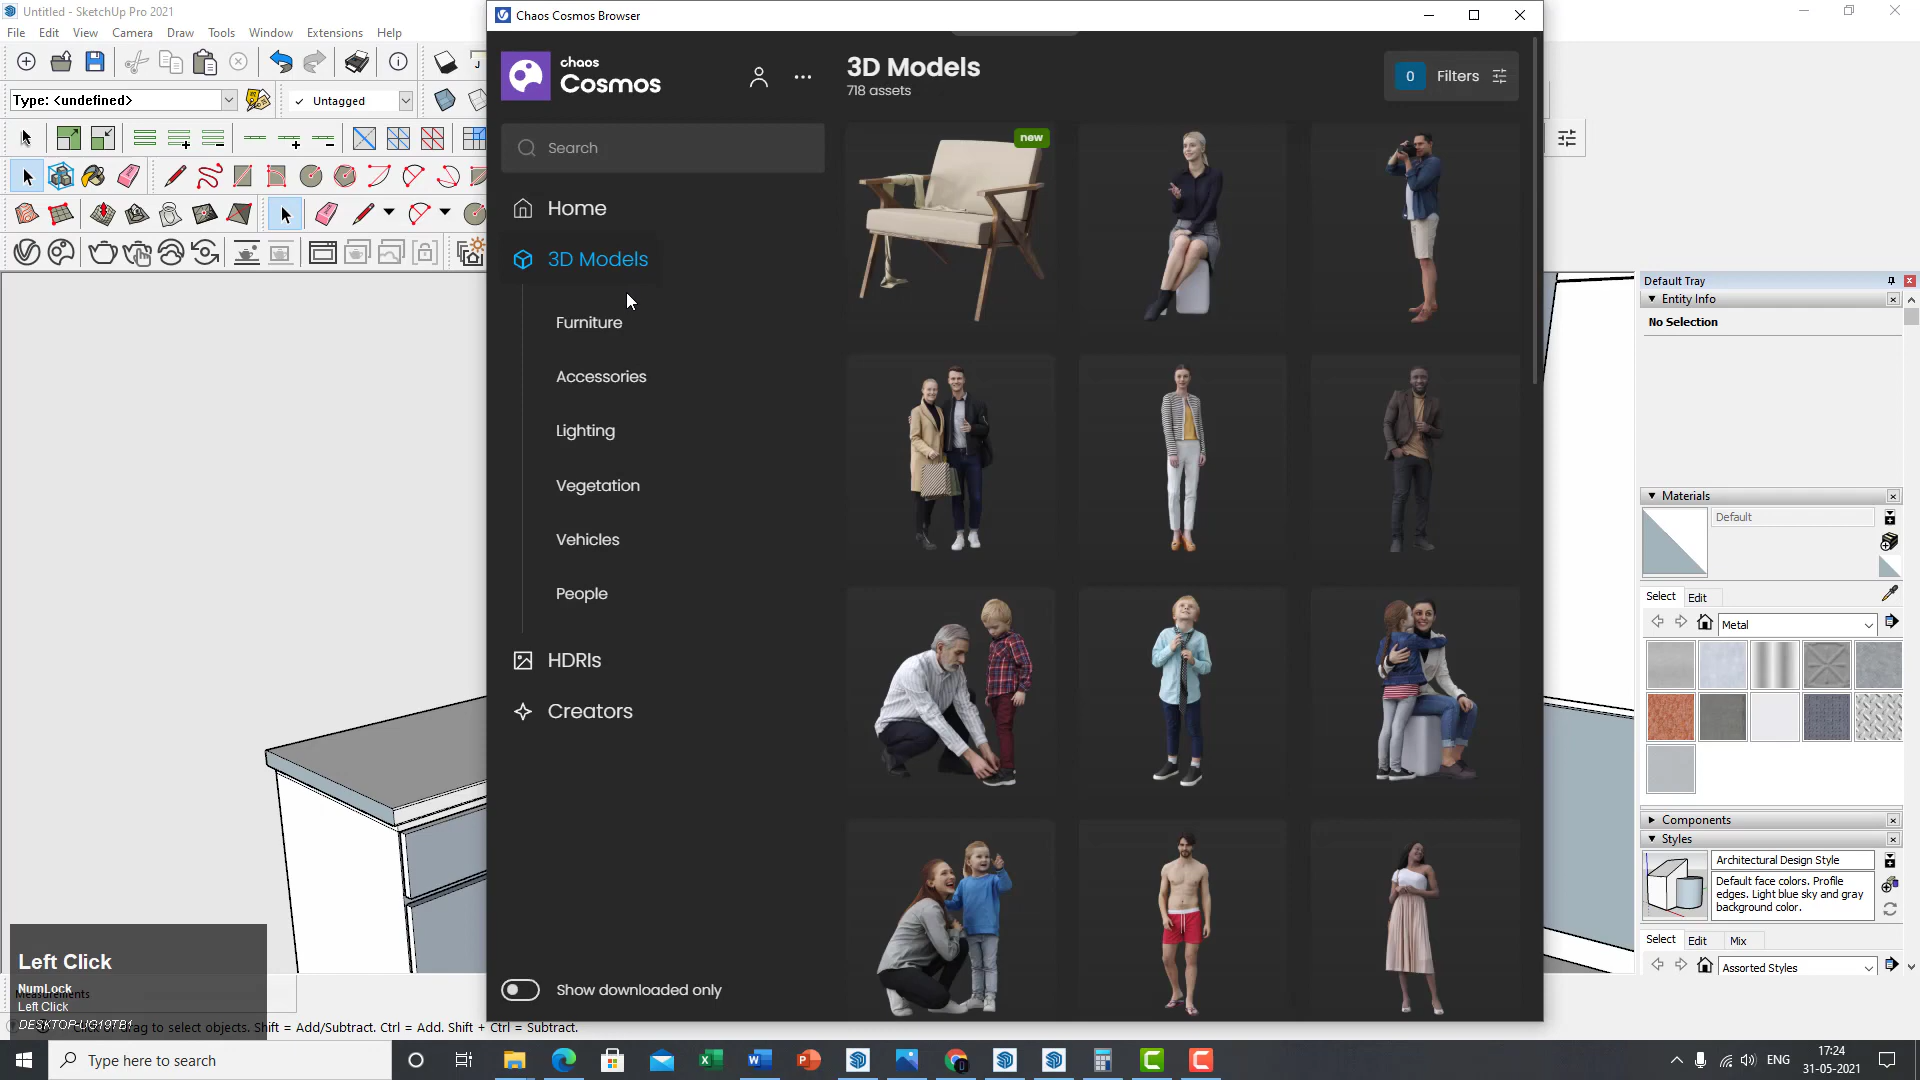 Untitled - SketchUp Pro 2021
File Edit View Camera Draw Tools Window Extensions Help
Type: <undefined>
Untagged
Chaos Cosmos Browser
chaos
Cosmos
Search
Home
3D Models
Furniture
Accessories
Lighting
Vegetation
Vehicles
People
HDRIs
Creators
Show downloaded only
3D Models
718 assets
0 Filters
new
Default Tray
Entity Info
No Selection
Materials
Default
Select Edit
Metal
Components
Styles
Architectural Design Style
Default face colors. Profile
edges. Light blue sky and gray
background color.
Select Edit Mix
Assorted Styles
Left Click
NumLock
Measurements
Left Click
DESKTOP-UG19TB1
drag to select objects. Shift = Add/Subtract. Ctrl = Add. Shift + Ctrl = Subtract.
Type here to search
ENG
17:24
31-05-2021